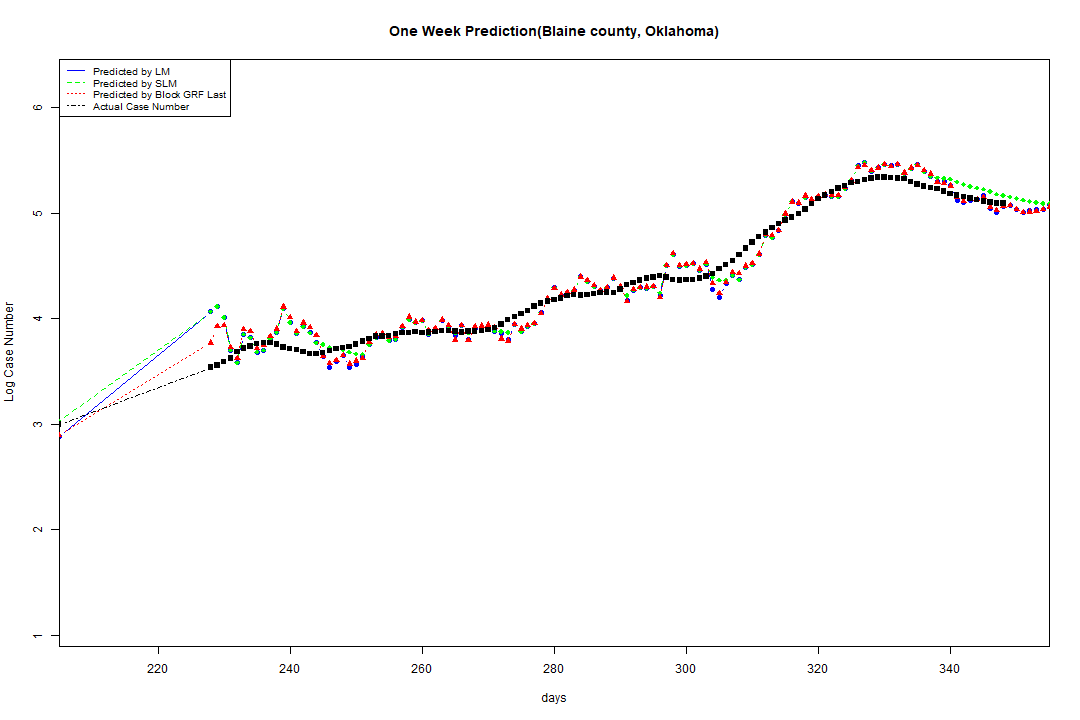 One Week Prediction(Blaine county, Oklahoma)
Predicted by LM
Predicted by SLM
Predicted by Block GRF Last
Actual Case Number
6
5
4
3
2
1
Log Case Number
220 240 260 280 300 320 340
days